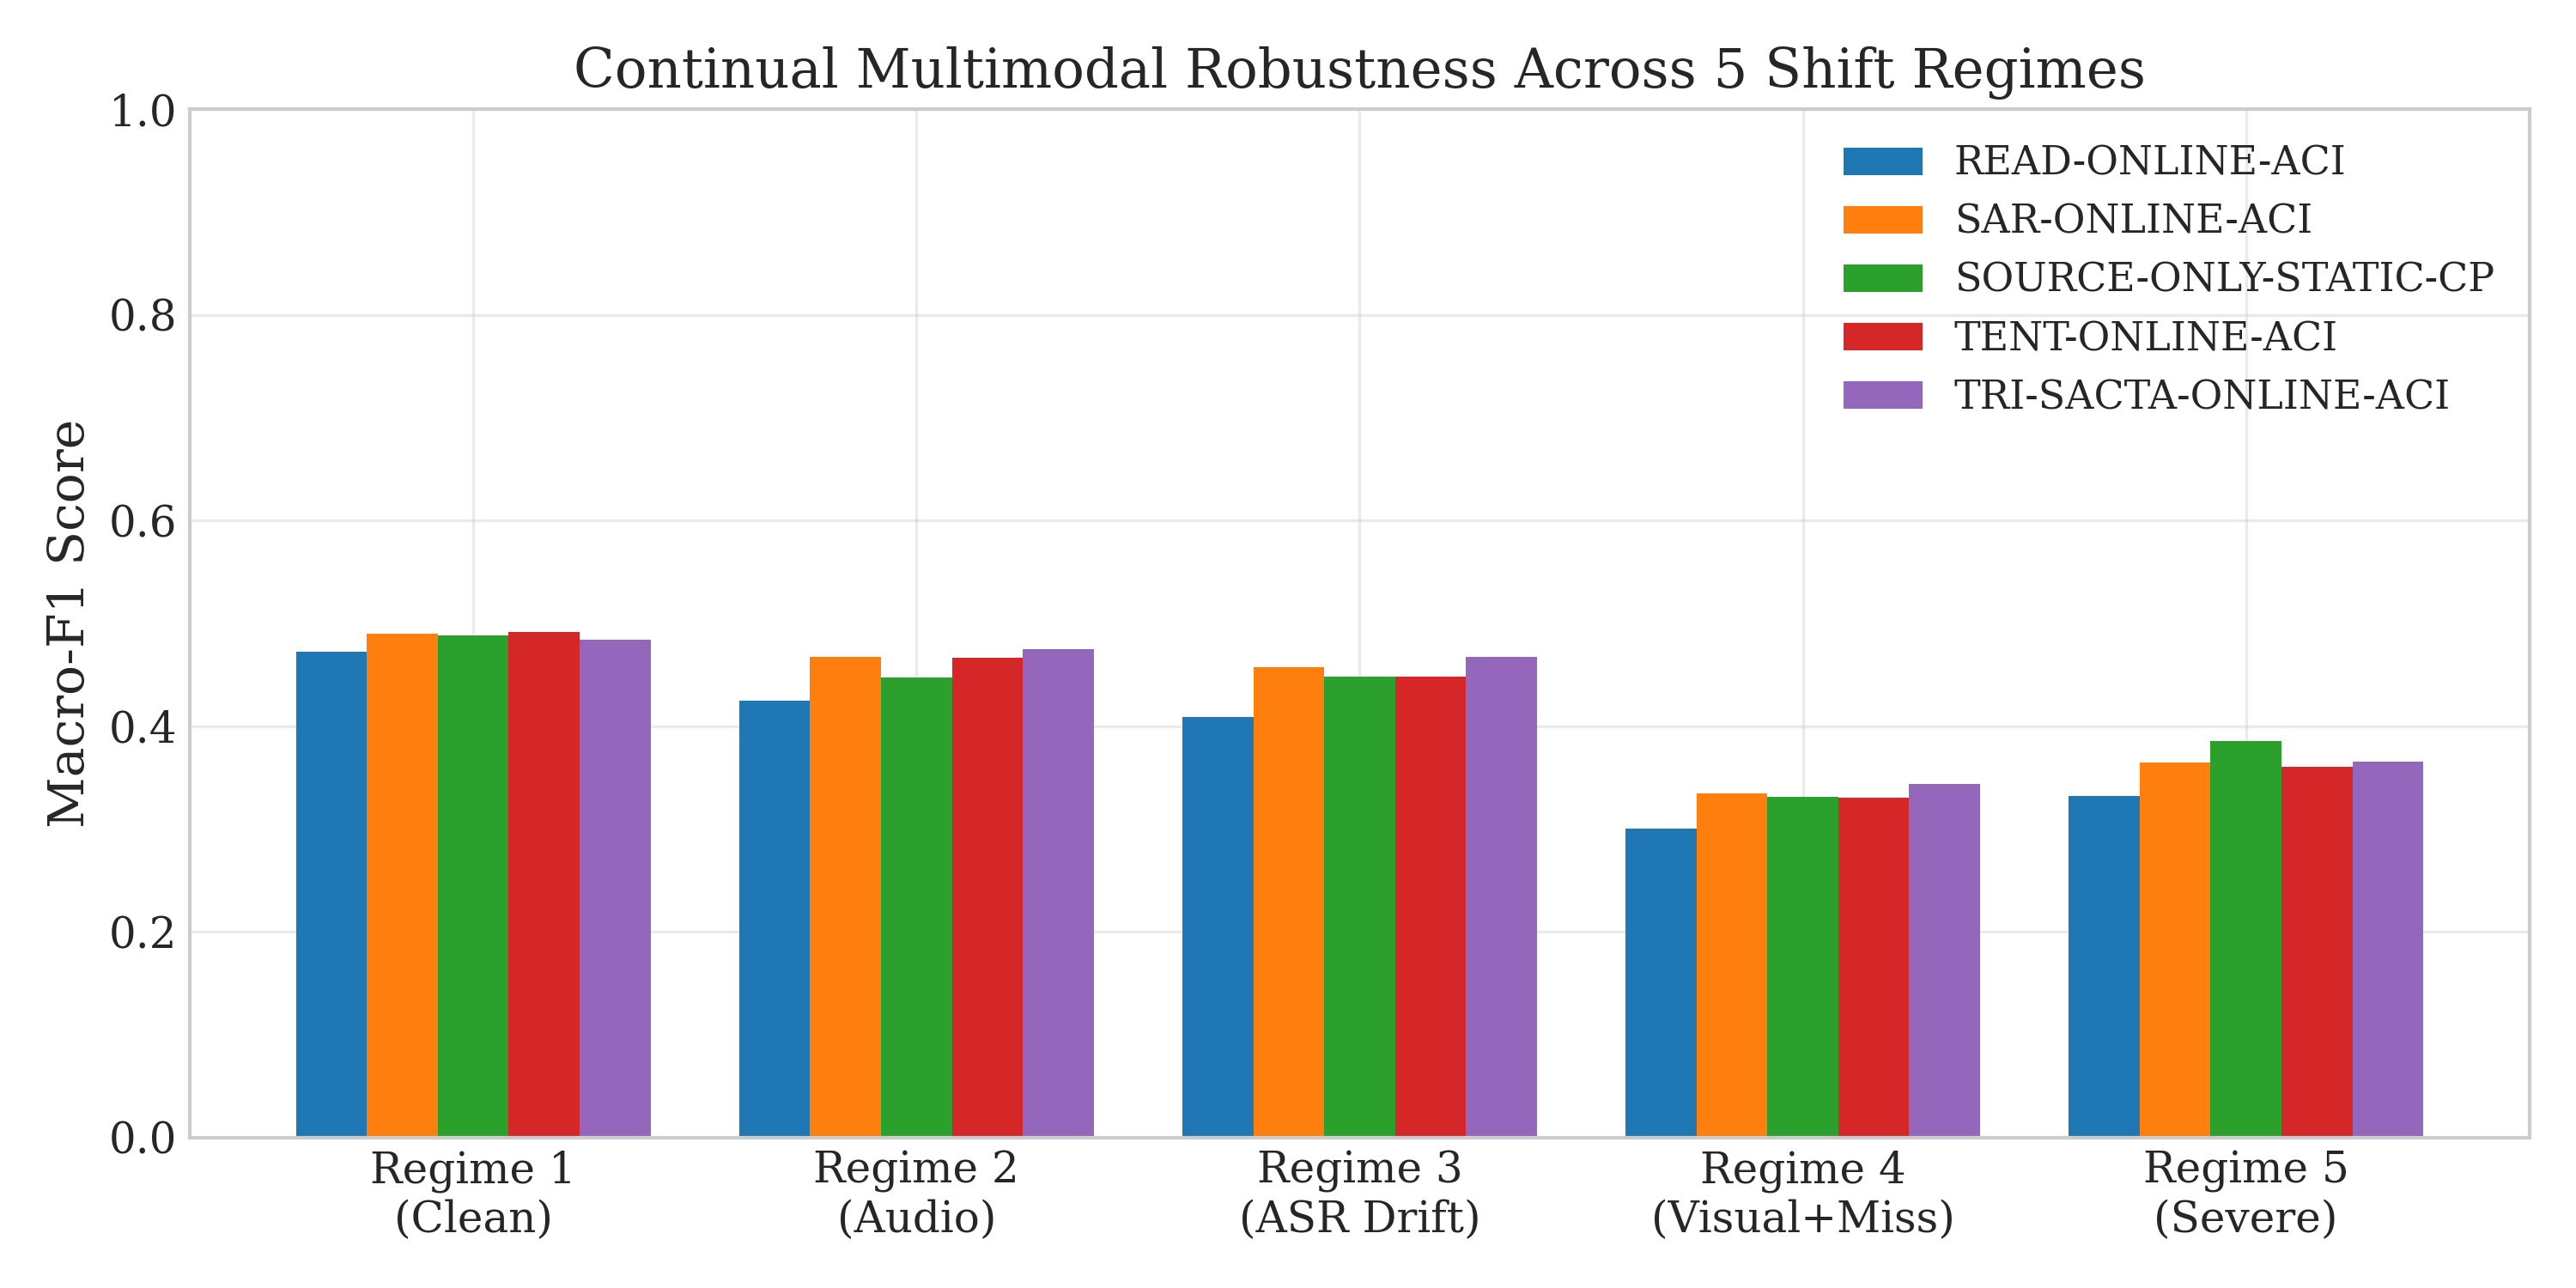 Continual Multimodal Robustness Across 5 Shift Regimes
1.0
0.8
0.6
0.4
0.2
0.0
Macro-F1 Score
READ-ONLINE-ACI
SAR-ONLINE-ACI
SOURCE-ONLY-STATIC-CP
TENT-ONLINE-ACI
TRI-SACTA-ONLINE-ACI
Regime 1
(Clean)
Regime 2
(Audio)
Regime 3
(ASR Drift)
Regime 4
(Visual+Miss)
Regime 5
(Severe)